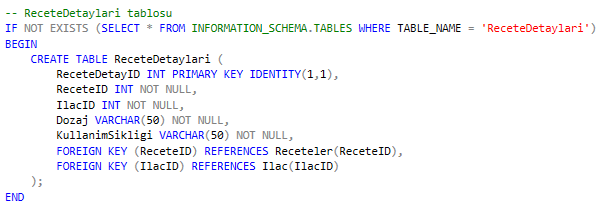 -- ReceteDetaylari tablosu
IF NOT EXISTS (SELECT * FROM INFORMATION_SCHEMA.TABLES WHERE TABLE_NAME = 'ReceteDetaylari')
BEGIN
    CREATE TABLE ReceteDetaylari (
        ReceteDetayID INT PRIMARY KEY IDENTITY(1,1),
        ReceteID INT NOT NULL,
        IlacID INT NOT NULL,
        Dozaj VARCHAR(50) NOT NULL,
        KullanimSikligi VARCHAR(50) NOT NULL,
        FOREIGN KEY (ReceteID) REFERENCES Receteler(ReceteID),
        FOREIGN KEY (IlacID) REFERENCES Ilac(IlacID)
    );
END